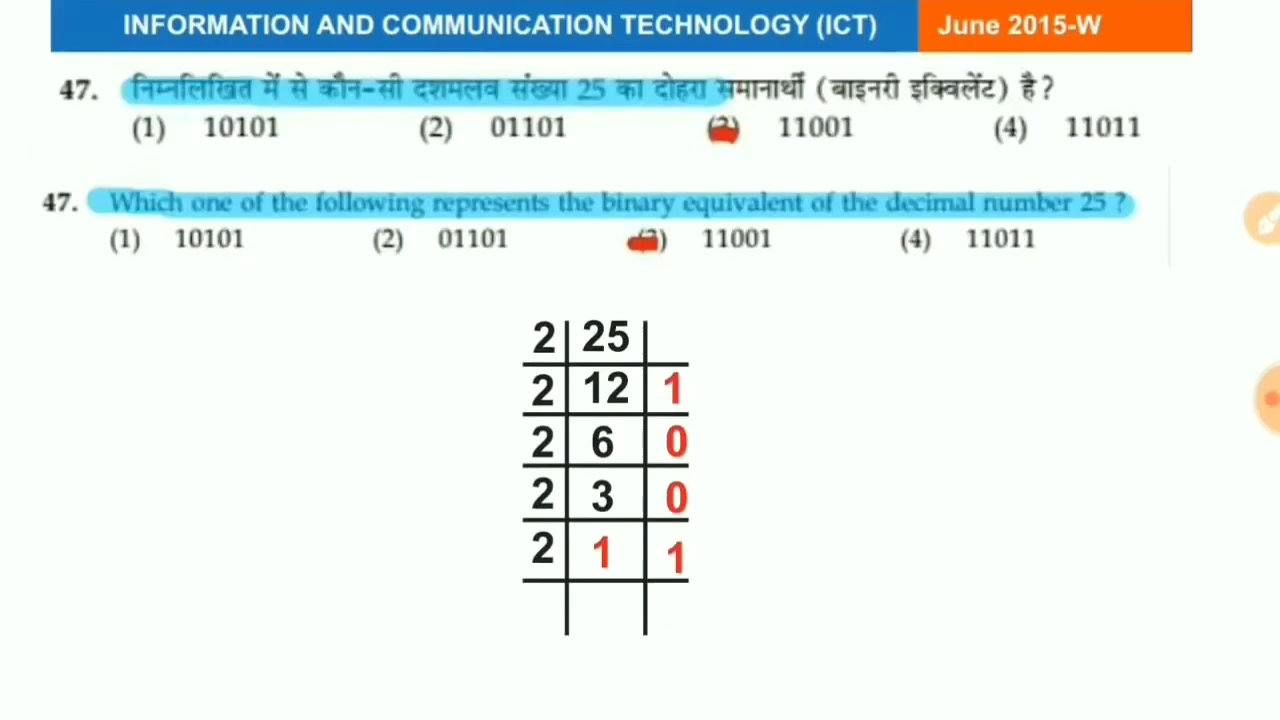 INFORMATION AND COMMUNICATION TECHNOLOGY (ICT) June 2015-W
47. निम्नलिखित में से कौन-सी दशमलव संख्या 25 का दोहरा समानार्थी (बाइनरी इक्विलेंट) है ?
(1) 10101 (2) 01101 11001 (4) 11011
47. Which one of the following represents the binary equivalent of the decimal number 25 ?
(1) 10101 (2) 01101 11001 (4) 11011
2 25
2 12 1
2 6 0
2 3 0
2 1 1